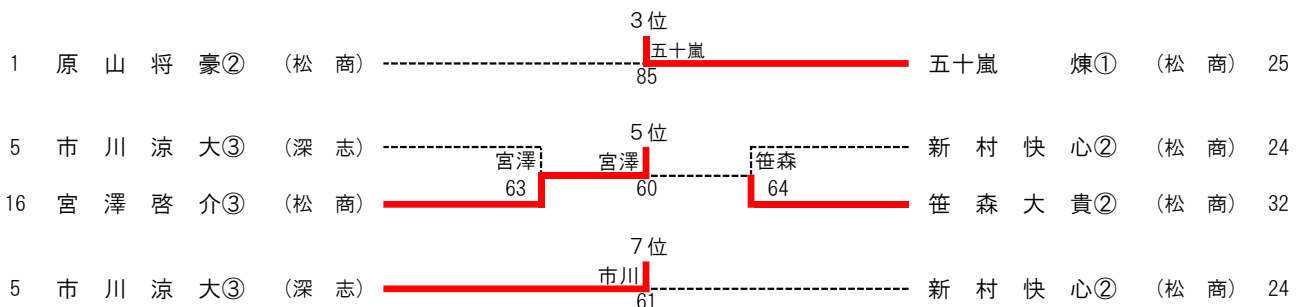 3位
1 原山将豪② (松商) 五十嵐 五十嵐煉① (松商) 25
85
5位
5 市川涼大③ (深志) 新村快心② (松商) 24
宮澤 宮澤 笹森
63 60 64
16 宮澤啓介③ (松商) 笹森大貴② (松商) 32
7位
5 市川涼大③ (深志) 市川 新村快心② (松商) 24
61